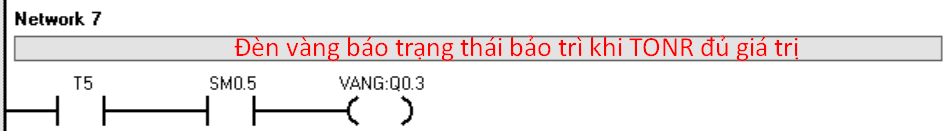 Network 7
Đèn vàng báo trạng thái bảo trì khi TONR đủ giá trị
T5 SM0.5 VANG:Q0.3